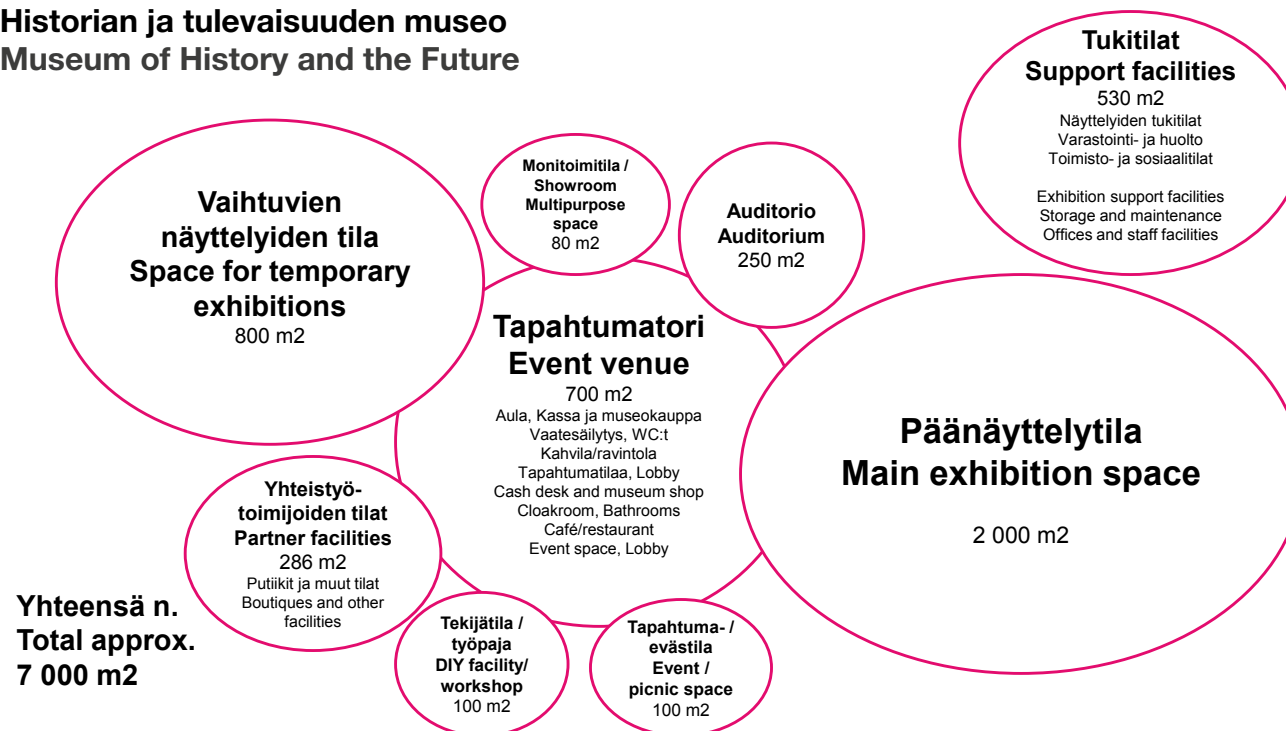 Historian ja tulevaisuuden museo
Museum of History and the Future
Tukitilat
Support facilities
530 m2
Näyttelyiden tukitilat
Varastointi- ja huolto
Toimisto- ja sosiaalitilat
Exhibition support facilities
Storage and maintenance
Offices and staff facilities
Vaihtuvien
näyttelyiden tila
Space for temporary
exhibitions
800 m2
Monitoimitila /
Showroom
Multipurpose
space
80 m2
Auditorio
Auditorium
250 m2
Tapahtumatori
Event venue
700 m2
Aula, Kassa ja museokauppa
Vaatesäilytys, WC:t
Kahvila/ravintola
Tapahtumatilaa, Lobby
Cash desk and museum shop
Cloakroom, Bathrooms
Café/restaurant
Event space, Lobby
Päänäyttelytila
Main exhibition space
2 000 m2
Yhteistyö-
toimijoiden tilat
Partner facilities
286 m2
Putiikit ja muut tilat
Boutiques and other
facilities
Yhteensä n.
Total approx.
7 000 m2
Tekijätila /
työpaja
DIY facility/
workshop
100 m2
Tapahtuma- /
evästila
Event /
picnic space
100 m2